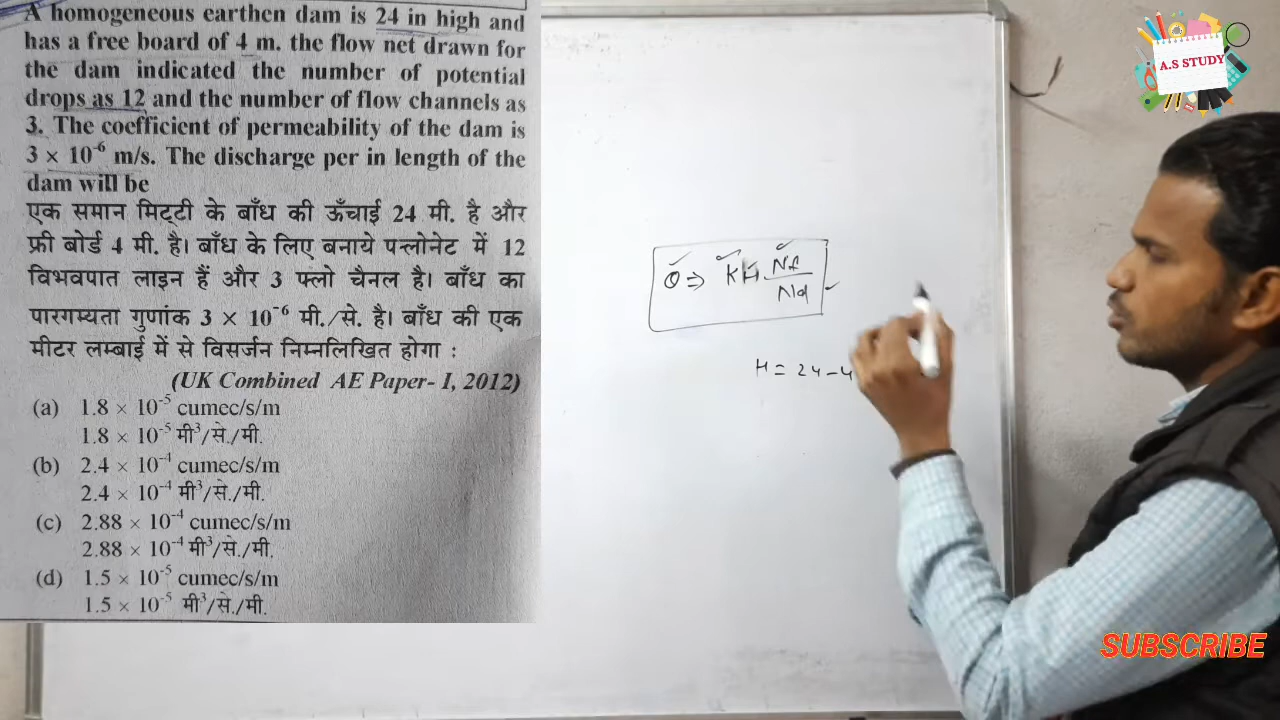 A homogeneous earthen dam is 24 in high and
has a free board of 4 m. the flow net drawn for
the dam indicated the number of potential
drops as 12 and the number of flow channels as
3. The coefficient of permeability of the dam is
3 × 10⁻⁶ m/s. The discharge per in length of the
dam will be
एक समान मिट्टी के बाँध की ऊँचाई 24 मी. है और
फ्री बोर्ड 4 मी. है। बाँध के लिए बनाये फ्लोनेट में 12
विभवपात लाइन हैं और 3 फ्लो चैनल है। बाँध का
पारगम्यता गुणांक 3 × 10⁻⁶ मी./से. है। बाँध की एक
मीटर लम्बाई में से विसर्जन निम्नलिखित होगा :
(UK Combined AE Paper- I, 2012)
(a) 1.8 × 10⁻⁵ cumec/s/m
1.8 × 10⁻⁵ मी³/से./मी.
(b) 2.4 × 10⁻⁴ cumec/s/m
2.4 × 10⁻⁴ मी³/से./मी.
(c) 2.88 × 10⁻⁴ cumec/s/m
2.88 × 10⁻⁴ मी³/से./मी.
(d) 1.5 × 10⁻⁵ cumec/s/m
1.5 × 10⁻⁵ मी³/से./मी.
Q ⇒ KH Nf/Nd
H = 24 - 4
A.S STUDY
SUBSCRIBE